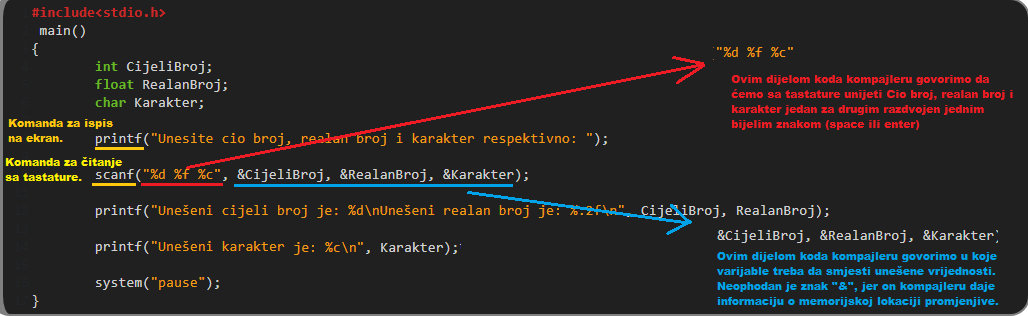 #include<stdio.h>
main()
{
int CijeliBroj;
float RealanBroj;
char Karakter;
Komanda za ispis
na ekran.
printf("Unesite cio broj, realan broj i karakter respektivno: ");
Komanda za čitanje
sa tastature.
scanf("%d %f %c", &CijeliBroj, &RealanBroj, &Karakter);
printf("Unešeni cijeli broj je: %d\nUnešeni realan broj je: %.2f\n", CijeliBroj, RealanBroj);
printf("Unešeni karakter je: %c\n", Karakter);
system("pause");
}
"%d %f %c"
Ovim dijelom koda kompajleru govorimo da
ćemo sa tastature unijeti Cio broj, realan broj i
karakter jedan za drugim razdvojen jednim
bijelim znakom (space ili enter)
&CijeliBroj, &RealanBroj, &Karakter)
Ovim dijelom koda kompajleru govorimo u koje
varijable treba da smjesti unešene vrijednosti.
Neophodan je znak "&", jer on kompajleru daje
informaciju o memorijskoj lokaciji promjenjive.